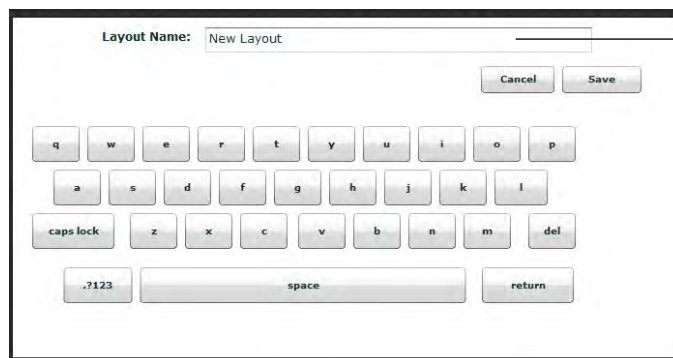 Layout Name: New Layout
Cancel Save
q w e r t y u i o p
a s d f g h j k l
caps lock z x c v b n m del
.?123 space return